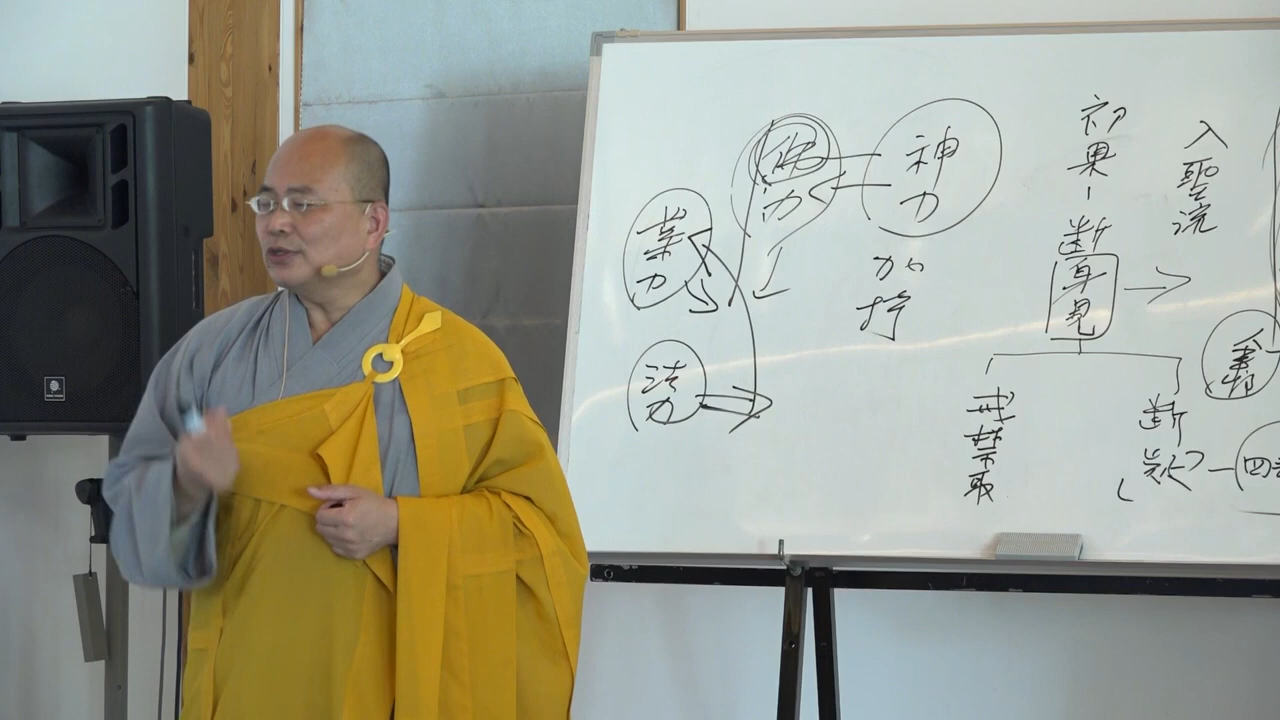 業力
法力
佛力
神力
加持
初果-斷身見
入聖流
戒禁取
斷疑
四